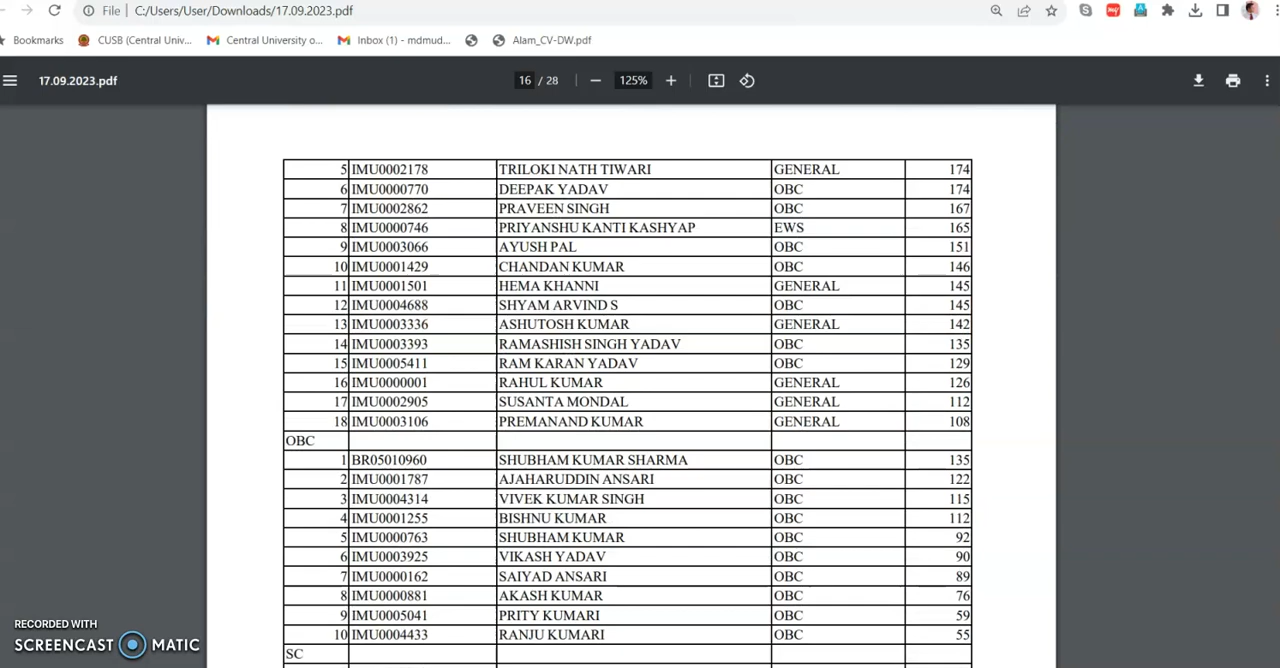 File | C:/Users/User/Downloads/17.09.2023.pdf
Bookmarks CUSB (Central Univ... Central University o... Inbox (1) - mdmud... Alam_CV-DW.pdf
17.09.2023.pdf 16 / 28 125%
5 IMU0002178 TRILOKI NATH TIWARI GENERAL 174
6 IMU0000770 DEEPAK YADAV OBC 174
7 IMU0002862 PRAVEEN SINGH OBC 167
8 IMU0000746 PRIYANSHU KANTI KASHYAP EWS 165
9 IMU0003066 AYUSH PAL OBC 151
10 IMU0001429 CHANDAN KUMAR OBC 146
11 IMU0001501 HEMA KHANNI GENERAL 145
12 IMU0004688 SHYAM ARVIND S OBC 145
13 IMU0003336 ASHUTOSH KUMAR GENERAL 142
14 IMU0003393 RAMASHISH SINGH YADAV OBC 135
15 IMU0005411 RAM KARAN YADAV OBC 129
16 IMU0000001 RAHUL KUMAR GENERAL 126
17 IMU0002905 SUSANTA MONDAL GENERAL 112
18 IMU0003106 PREMANAND KUMAR GENERAL 108
OBC
1 BR05010960 SHUBHAM KUMAR SHARMA OBC 135
2 IMU0001787 AJAHARUDDIN ANSARI OBC 122
3 IMU0004314 VIVEK KUMAR SINGH OBC 115
4 IMU0001255 BISHNU KUMAR OBC 112
5 IMU0000763 SHUBHAM KUMAR OBC 92
6 IMU0003925 VIKASH YADAV OBC 90
7 IMU0000162 SAIYAD ANSARI OBC 89
8 IMU0000881 AKASH KUMAR OBC 76
9 IMU0005041 PRITY KUMARI OBC 59
10 IMU0004433 RANJU KUMARI OBC 55
SC
RECORDED WITH
SCREENCAST MATIC